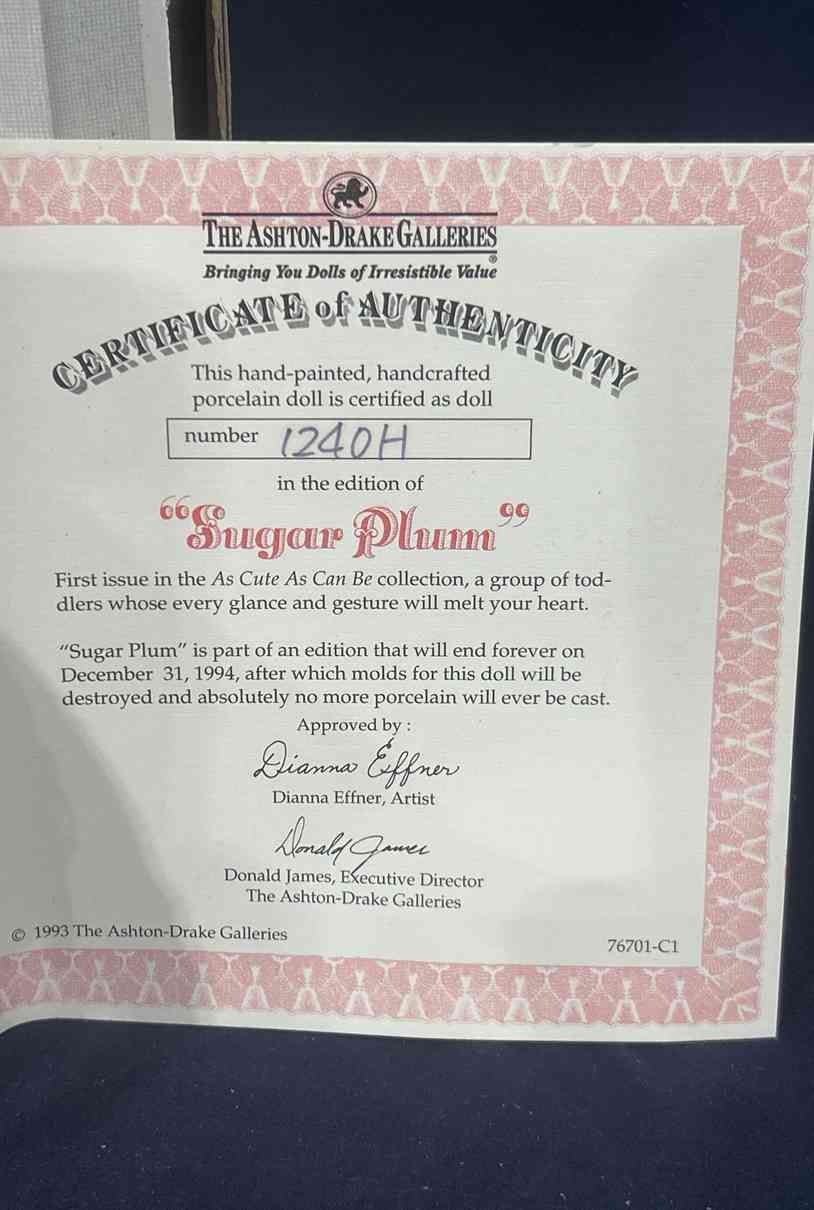 THE ASHTON-DRAKE GALLERIES
®
Bringing You Dolls of Irresistible Value
CERTIFICATE of AUTHENTICITY
This hand-painted, handcrafted
porcelain doll is certified as doll
number 1240H
in the edition of
“Sugar Plum”
First issue in the As Cute As Can Be collection, a group of tod-
dlers whose every glance and gesture will melt your heart.
“Sugar Plum” is part of an edition that will end forever on
December 31, 1994, after which molds for this doll will be
destroyed and absolutely no more porcelain will ever be cast.
Approved by :
Dianna Effner
Dianna Effner, Artist
Donald James
Donald James, Executive Director
The Ashton-Drake Galleries
© 1993 The Ashton-Drake Galleries
76701-C1